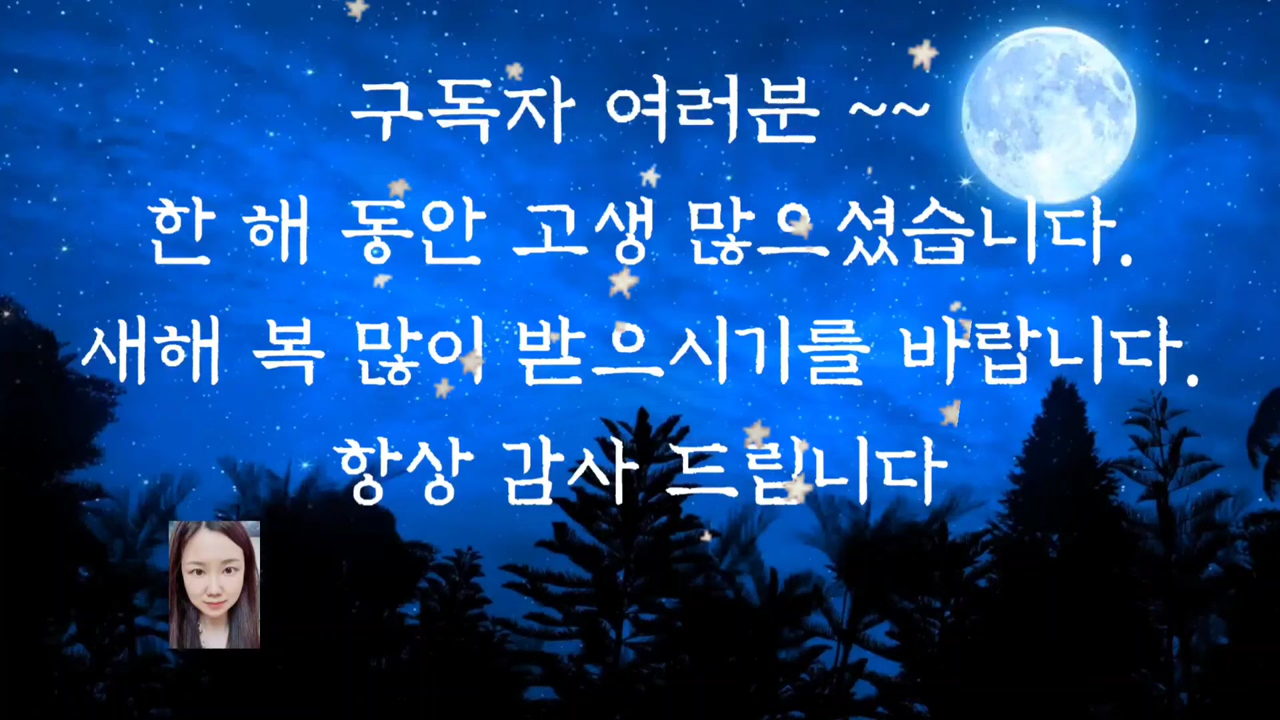 구독자 여러분 ~~
한 해 동안 고생 많으셨습니다.
새해 복 많이 받으시기를 바랍니다.
항상 감사 드립니다